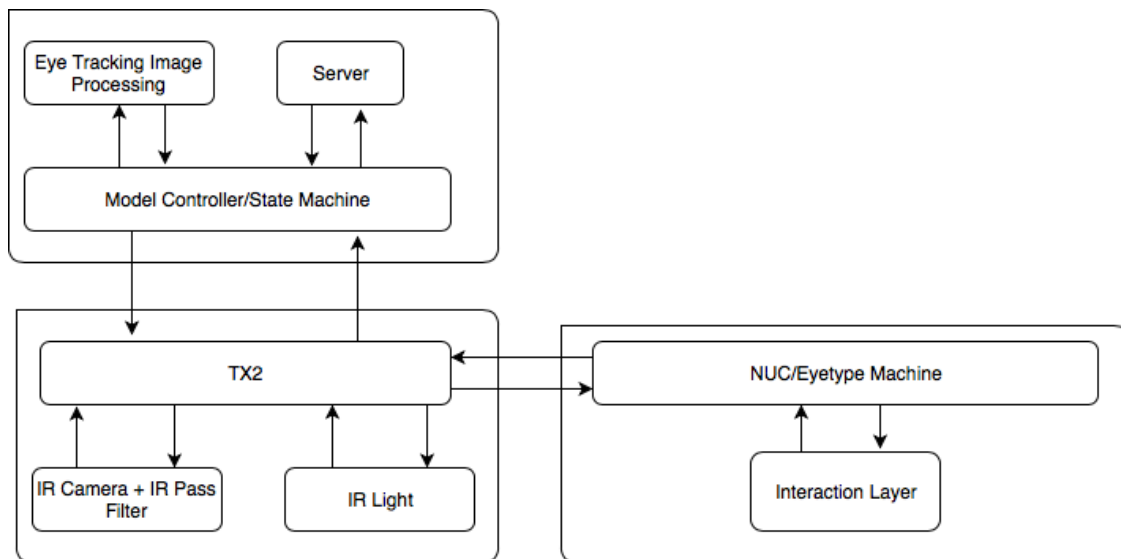 Eye Tracking Image
Processing
Server
Model Controller/State Machine
TX2
NUC/Eyetype Machine
IR Camera + IR Pass
Filter
IR Light
Interaction Layer